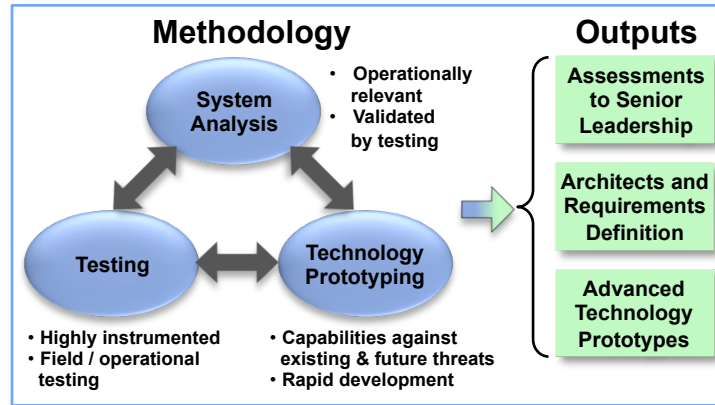 Methodology
System
Analysis
• Operationally
relevant
• Validated
by testing
Testing
Technology
Prototyping
• Highly instrumented
• Field / operational
testing
• Capabilities against
existing & future threats
• Rapid development
Outputs
Assessments
to Senior
Leadership
Architects and
Requirements
Definition
Advanced
Technology
Prototypes